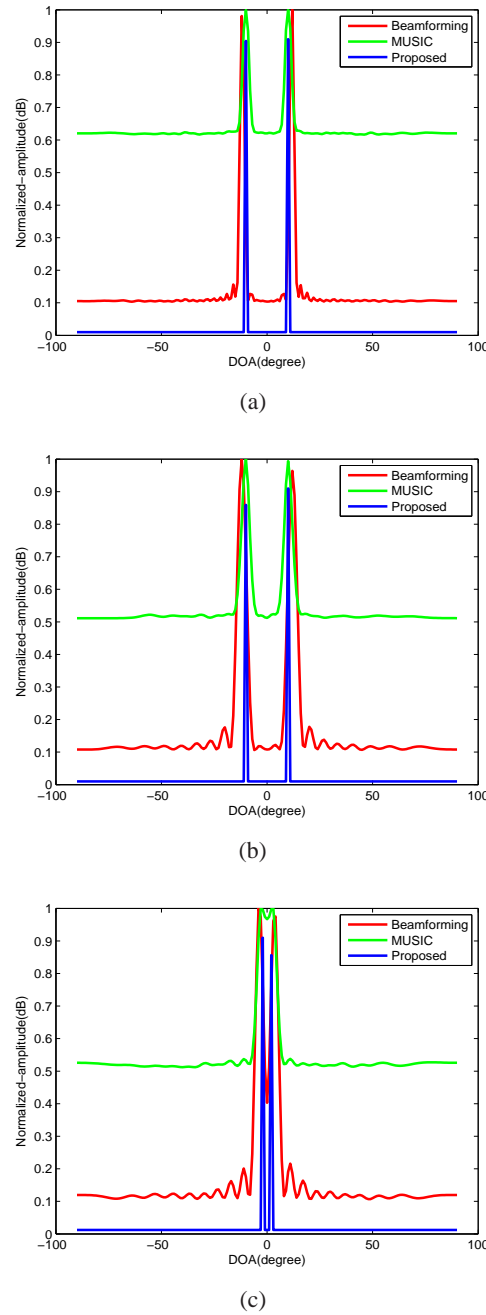 1
0.9
0.8
0.7
0.6
0.5
0.4
0.3
0.2
0.1
0
Normalized−amplitude(dB)
Beamforming
MUSIC
Proposed
−100
−50
0
50
100
DOA(degree)
(a)
1
0.9
0.8
0.7
0.6
0.5
0.4
0.3
0.2
0.1
0
Normalized−amplitude(dB)
Beamforming
MUSIC
Proposed
−100
−50
0
50
100
DOA(degree)
(b)
1
0.9
0.8
0.7
0.6
0.5
0.4
0.3
0.2
0.1
0
Normalized−amplitude(dB)
Beamforming
MUSIC
Proposed
−100
−50
0
50
100
DOA(degree)
(c)